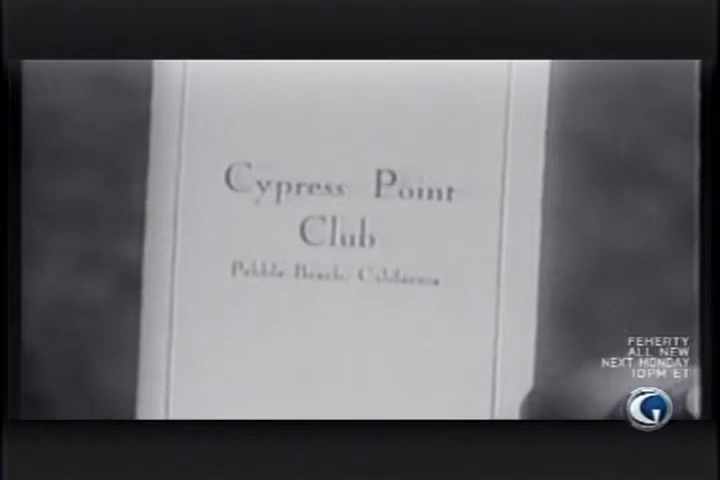 Cypress Point
Club
Pebble Beach, California
FEHERTY
ALL NEW
NEXT MONDAY
10PM ET